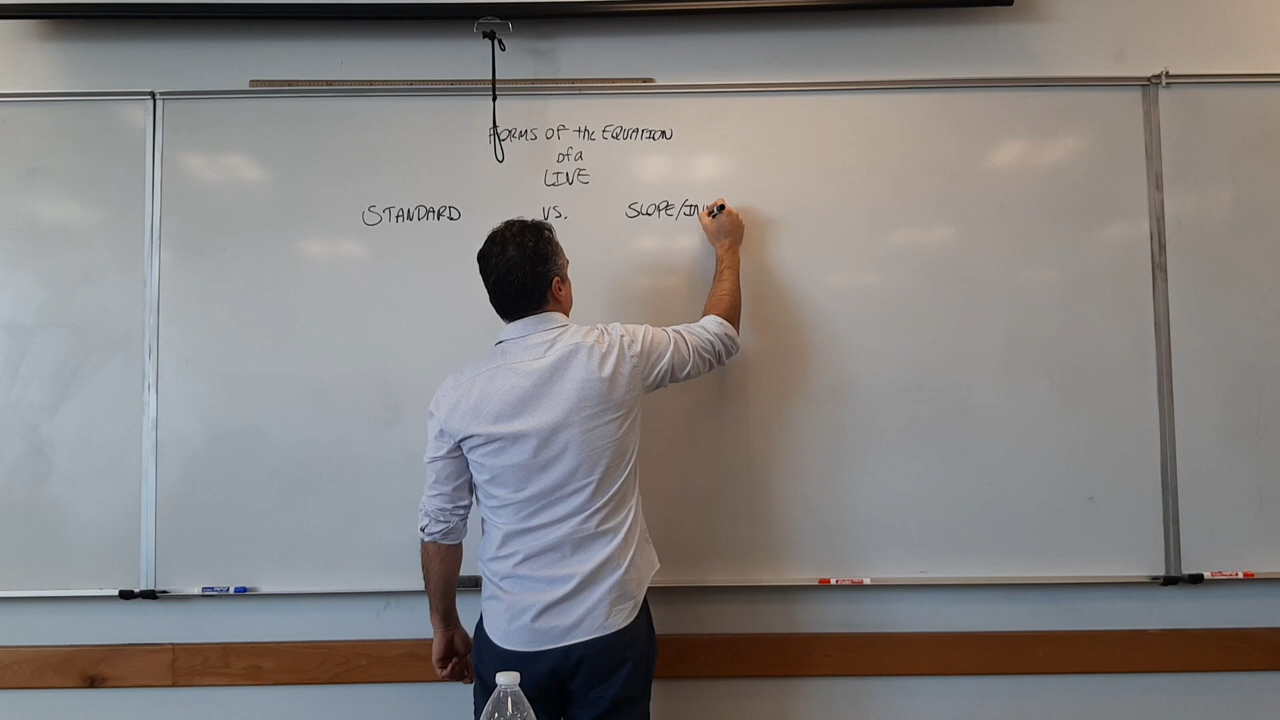 FORMS OF the EQUATION
of a
LINE
STANDARD VS. SLOPE/IN